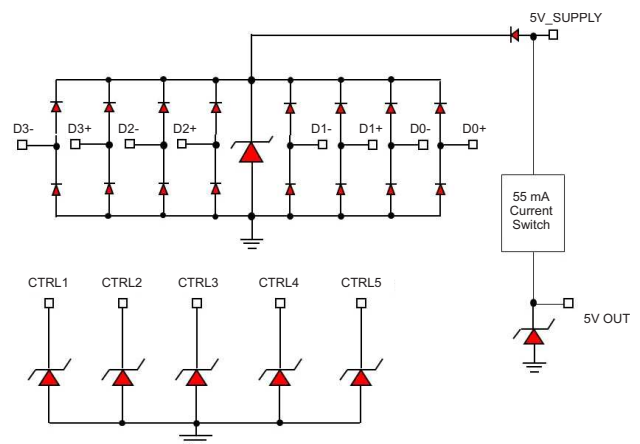 5V_SUPPLY
D3- D3+ D2- D2+ D1- D1+ D0- D0+
55 mA
Current
Switch
CTRL1 CTRL2 CTRL3 CTRL4 CTRL5
5V OUT